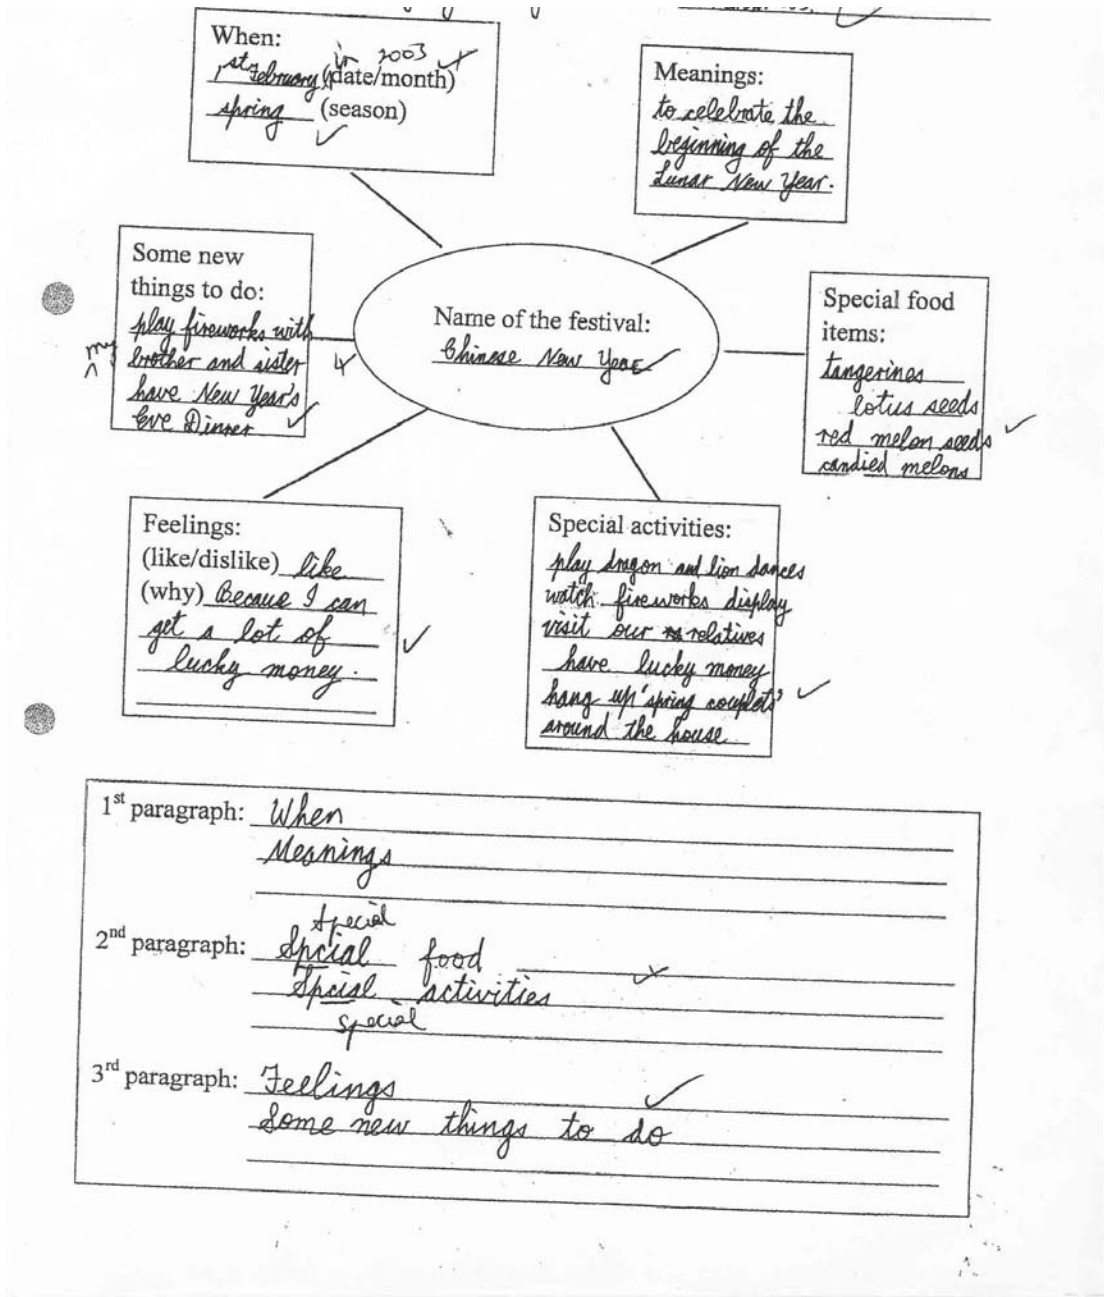 When:
in 2003
1st February (date/month)
spring (season)
Meanings:
to celebrate the
beginning of the
Lunar New Year.
Some new
things to do:
play fireworks with
my
brother and sister
have New Year's
Eve Dinner
Name of the festival:
Chinese New Year
Special food
items:
tangerines
lotus seeds
red melon seeds
candied melons
Feelings:
(like/dislike) like
(why) Becaue I can
get a lot of
lucky money.
Special activities:
play dragon and lion dances
watch fireworks display
visit our relatives
have lucky money
hang up 'spring couplets'
around the house
1st paragraph: When
Meanings
special
2nd paragraph: Spcial food
Spcial activities
special
3rd paragraph: Feelings
Some new things to do